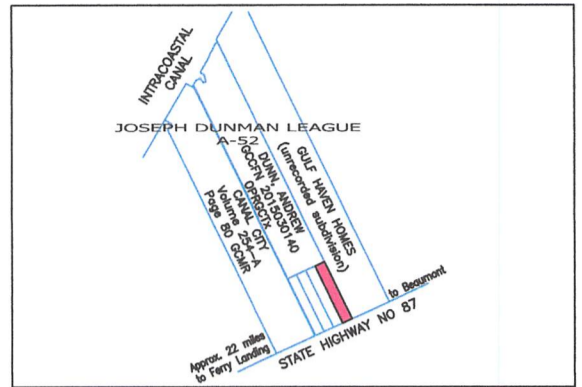 INTRACOASTAL
CANAL
JOSEPH DUNMAN LEAGUE
A-52
GULF HAVEN HOMES
(unrecorded subdivision)
DUNN, ANDREW
GCCFN 2015030140
OPRGCTx
CANAL CITY
Volume 254-A
Page 80 GCMR
to Beaumont
STATE HIGHWAY NO 87
Approx. 22 miles
to Ferry Landing